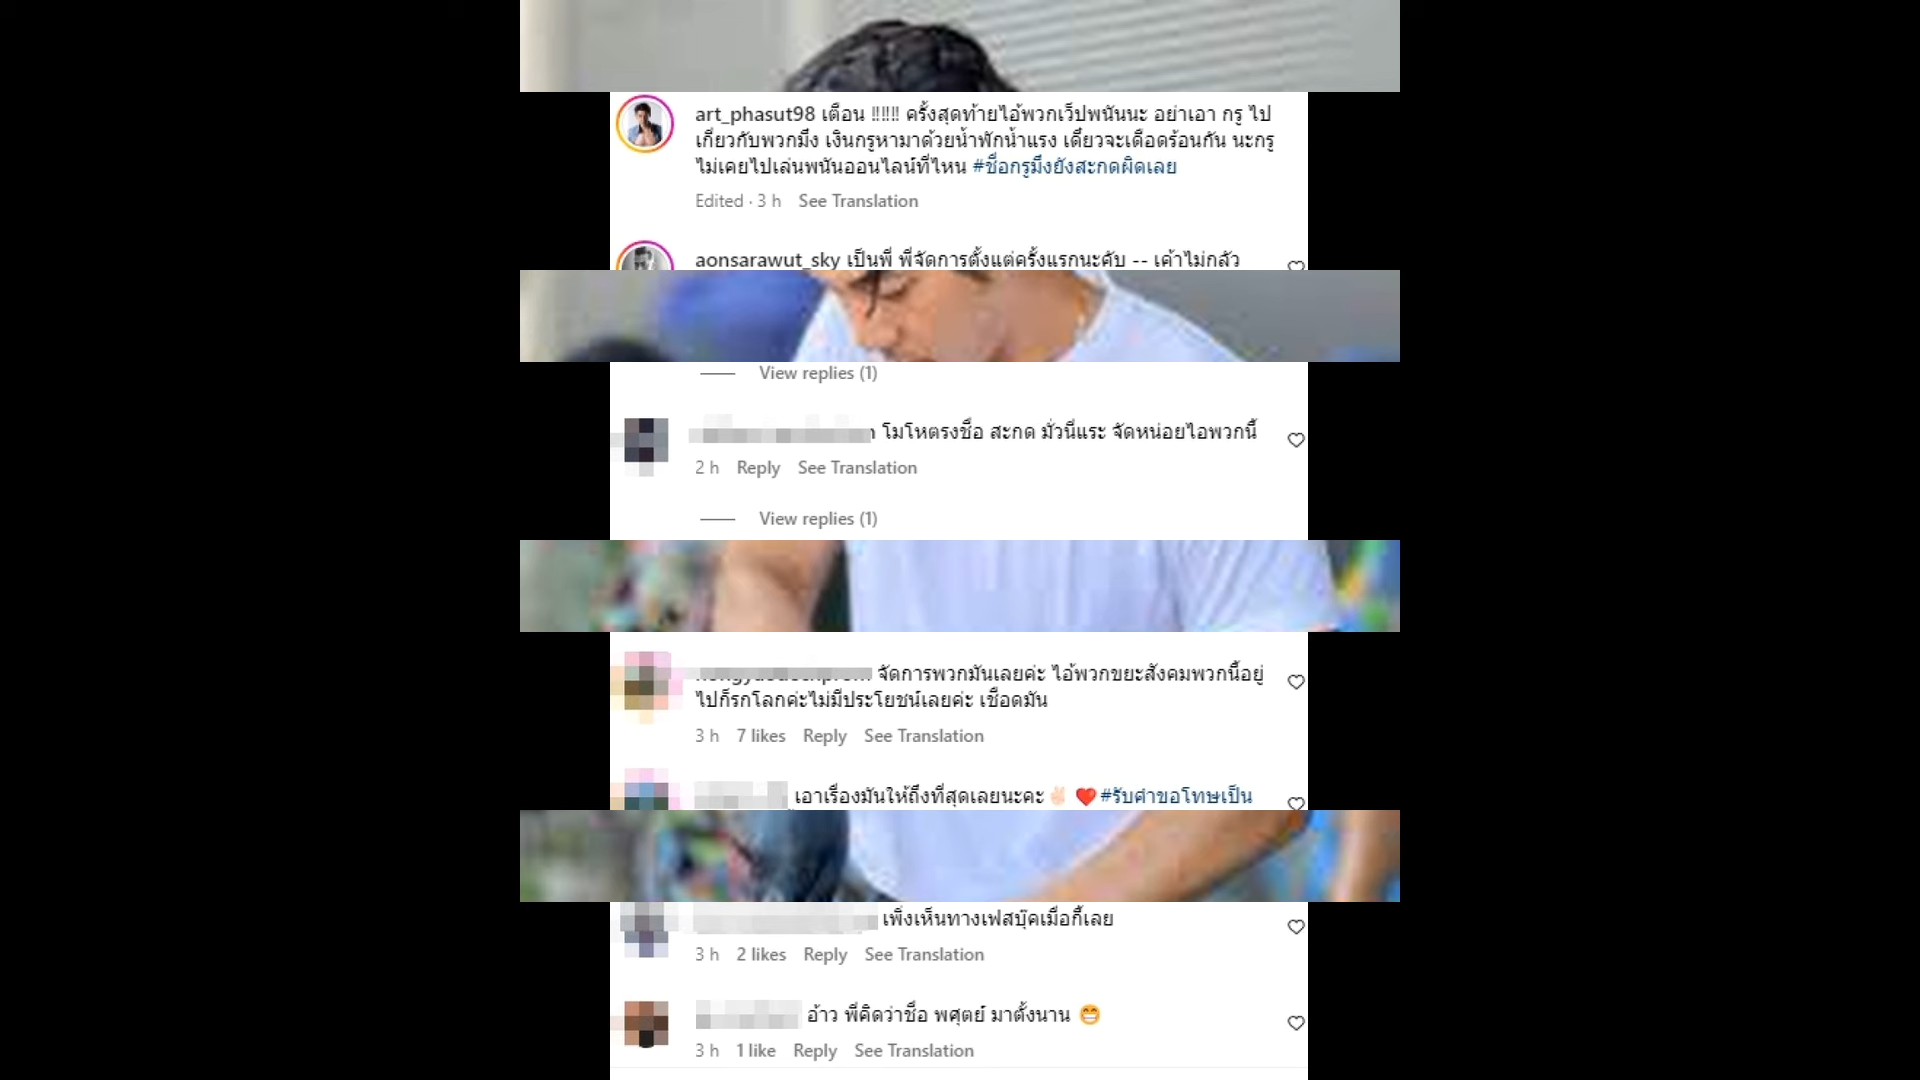 art_phasut98 เตือน !!!!!! ครั้งสุดท้ายไอ้พวกเว็ปพนันนะ อย่าเอา กรู ไป
เกี่ยวกับพวกมึง เงินกรูหามาด้วยน้ำพักน้ำแรง เดี๋ยวจะเดือดร้อนกัน นะกรู
ไม่เคยไปเล่นพนันออนไลน์ที่ไหน #ชื่อกรูมึงยังสะกดผิดเลย
Edited · 3 h See Translation
aonsarawut_sky เป็นพี่ พี่จัดการตั้งแต่ครั้งแรกนะคับ -- เค้าไม่กลัว
View replies (1)
โมโหตรงชื่อ สะกด มั่วนี่แระ จัดหน่อยไอพวกนี้
2 h Reply See Translation
View replies (1)
จัดการพวกมันเลยค่ะ ไอ้พวกขยะสังคมพวกนี้อยู่
ไปก็รกโลกค่ะไม่มีประโยชน์เลยค่ะ เชือดมัน
3 h 7 likes Reply See Translation
เอาเรื่องมันให้ถึงที่สุดเลยนะคะ✌🏻 ❤️ #รับคำขอโทษเป็น
เพิ่งเห็นทางเฟสบุ๊คเมื่อกี้เลย
3 h 2 likes Reply See Translation
อ้าว พี่คิดว่าชื่อ พศุตย์ มาตั้งนาน 😁
3 h 1 like Reply See Translation